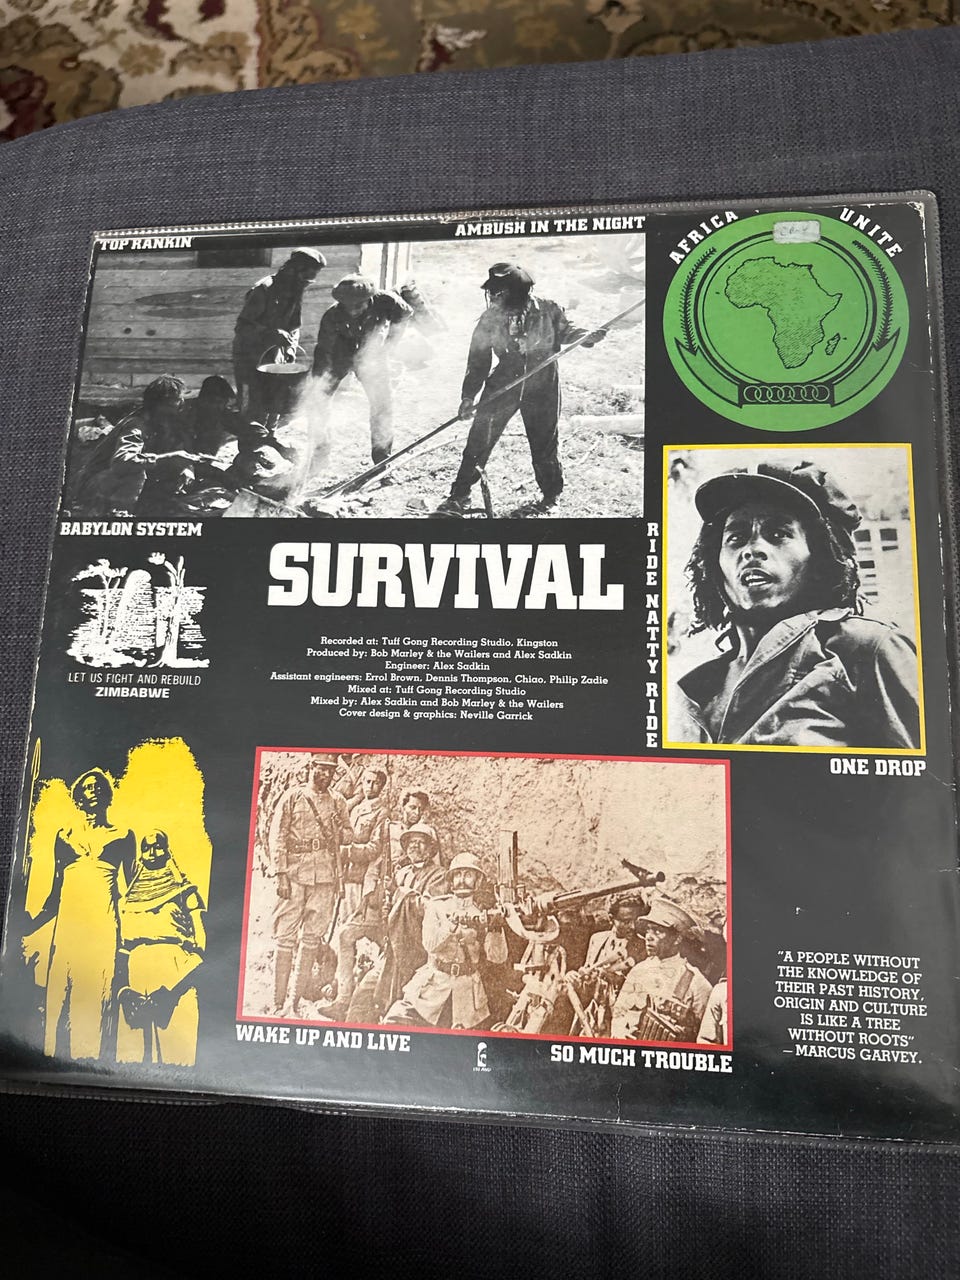 TOP RANKIN
AMBUSH IN THE NIGHT
AFRICA UNITE
BABYLON SYSTEM
SURVIVAL
RIDE NATTY RIDE
Recorded at: Tuff Gong Recording Studio, Kingston
Produced by: Bob Marley & the Wailers and Alex Sadkin
Engineer: Alex Sadkin
Assistant engineers: Errol Brown, Dennis Thompson, Chiao, Philip Zadie
Mixed at: Tuff Gong Recording Studio
Mixed by: Alex Sadkin and Bob Marley & the Wailers
Cover design & graphics: Neville Garrick
LET US FIGHT AND REBUILD
ZIMBABWE
ONE DROP
WAKE UP AND LIVE
SO MUCH TROUBLE
ISLAND
"A PEOPLE WITHOUT
THE KNOWLEDGE OF
THEIR PAST HISTORY,
ORIGIN AND CULTURE
IS LIKE A TREE
WITHOUT ROOTS"
– MARCUS GARVEY.